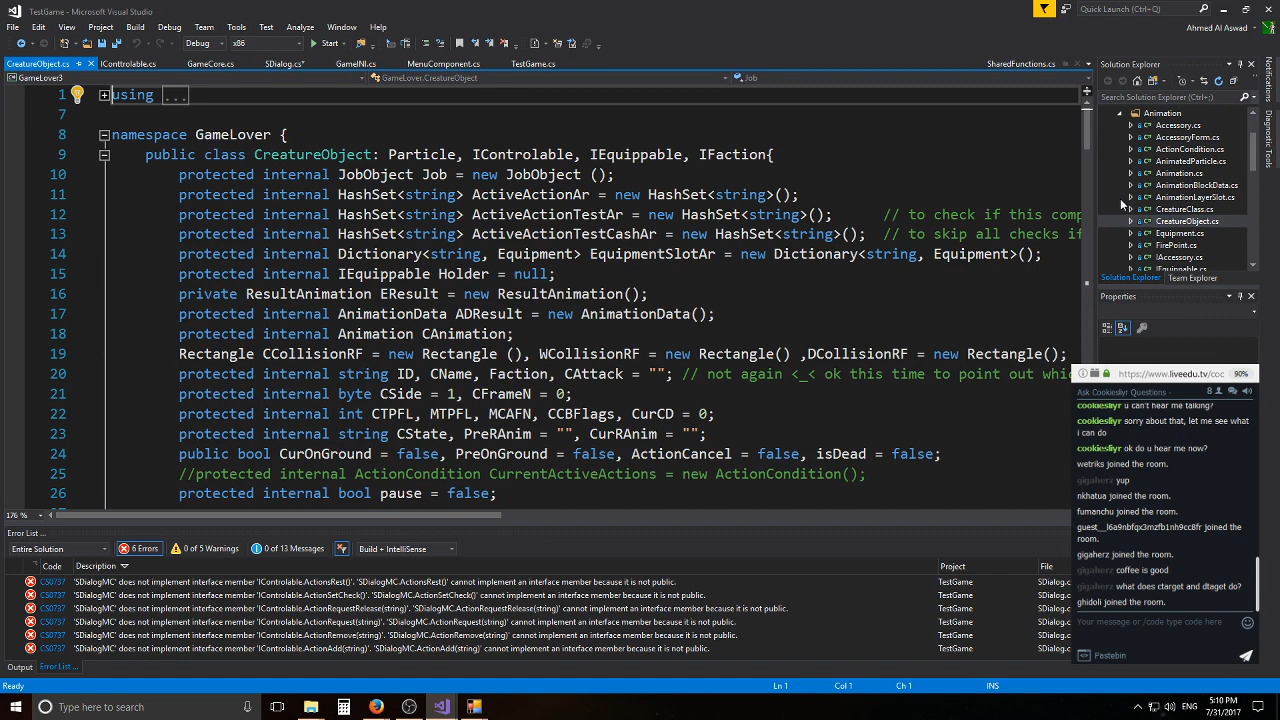 TestGame - Microsoft Visual Studio
Quick Launch (Ctrl+Q)
File Edit View Project Build Debug Team Tools Architecture Test Analyze Window Help
Ahmed Al Aswad
Debug x86 Start
CreatureObject.cs IControlable.cs GameCore.cs SDialog.cs* GameINI.cs MenuComponent.cs TestGame.cs SharedFunctions.cs
GameLover3 GameLover.CreatureObject Job
1 using ...
7
8 namespace GameLover {
9 public class CreatureObject: Particle, IControlable, IEquippable, IFaction{
10 protected internal JobObject Job = new JobObject ();
11 protected internal HashSet<string> ActiveActionAr = new HashSet<string>();
12 protected internal HashSet<string> ActiveActionTestAr = new HashSet<string>(); // to check if this comp
13 protected internal HashSet<string> ActiveActionTestCashAr = new HashSet<string>(); // to skip all checks if
14 protected internal Dictionary<string, Equipment> EquipmentSlotAr = new Dictionary<string, Equipment>();
15 protected internal IEquippable Holder = null;
16 private ResultAnimation EResult = new ResultAnimation();
17 protected internal AnimationData ADResult = new AnimationData();
18 protected internal Animation CAnimation;
19 Rectangle CCollisionRF = new Rectangle (), WCollisionRF = new Rectangle() ,DCollisionRF = new Rectangle();
20 protected internal string ID, CName, Faction, CAttack = ""; // not again <_< ok this time to point out whic
21 protected internal byte Side = 1, CFrameN = 0;
22 protected internal int CTPFL, MTPFL, MCAFN, CCBFlags, CurCD = 0;
23 protected internal string cState, PreRAnim = "", CurRAnim = "";
24 public bool CurOnGround = false, PreOnGround = false, ActionCancel = false, isDead = false;
25 //protected internal ActionCondition CurrentActiveActions = new ActionCondition();
26 protected internal bool pause = false;
176 %
Solution Explorer
Search Solution Explorer (Ctrl+;)
Animation
Accessory.cs
AccessoryForm.cs
ActionCondition.cs
AnimatedParticle.cs
Animation.cs
AnimationBlockData.cs
AnimationLayerSlot.cs
CreatureClass.cs
CreatureObject.cs
Equipment.cs
FirePoint.cs
IAccessory.cs
IEquippable.cs
Solution Explorer Team Explorer
Properties
Notifications
Diagnostic Tools
https://www.liveedu.tv/coc 90%
Ask Cookieslyr Questions - 8
cookieslyr u can't hear me talking?
cookieslyr sorry about that, let me see what
i can do
cookieslyr ok do u hear me now?
wetriks joined the room.
gigaherz yup
nkhatua joined the room.
fumanchu joined the room.
guest__l6a9nbfqx3mzfb1nh9cc8fr joined the
room.
gigaherz joined the room.
gigaherz coffee is good
gigaherz what does ctarget and dtaget do?
ghidoli joined the room.
Your message or /code type code here
Pastebin
Error List ...
Entire Solution 6 Errors 0 of 5 Warnings 0 of 13 Messages Build + IntelliSense
Code Description Project File
CS0737 'SDialogMC' does not implement interface member 'IControlable.ActionsRest()'. 'SDialogMC.ActionsRest()' cannot implement an interface member because it is not public. TestGame SDialog.c
CS0737 'SDialogMC' does not implement interface member 'IControlable.ActionSetCheck()'. 'SDialogMC.ActionSetCheck()' cannot implement an interface member because it is not public. TestGame SDialog.c
CS0737 'SDialogMC' does not implement interface member 'IControlable.ActionRequestRelease(string)'. 'SDialogMC.ActionRequestRelease(string)' cannot implement an interface member because it is not public. TestGame SDialog.c
CS0737 'SDialogMC' does not implement interface member 'IControlable.ActionRequest(string)'. 'SDialogMC.ActionRequest(string)' cannot implement an interface member because it is not public. TestGame SDialog.c
CS0737 'SDialogMC' does not implement interface member 'IControlable.ActionRemove(string)'. 'SDialogMC.ActionRemove(string)' cannot implement an interface member because it is not public. TestGame SDialog.c
CS0737 'SDialogMC' does not implement interface member 'IControlable.ActionAdd(string)'. 'SDialogMC.ActionAdd(string)' cannot implement an interface member because it is not public. TestGame SDialog.c
Output Error List ...
Ready Ln 1 Col 1 Ch 1 INS
Type here to search
ENG
5:10 PM
7/31/2017